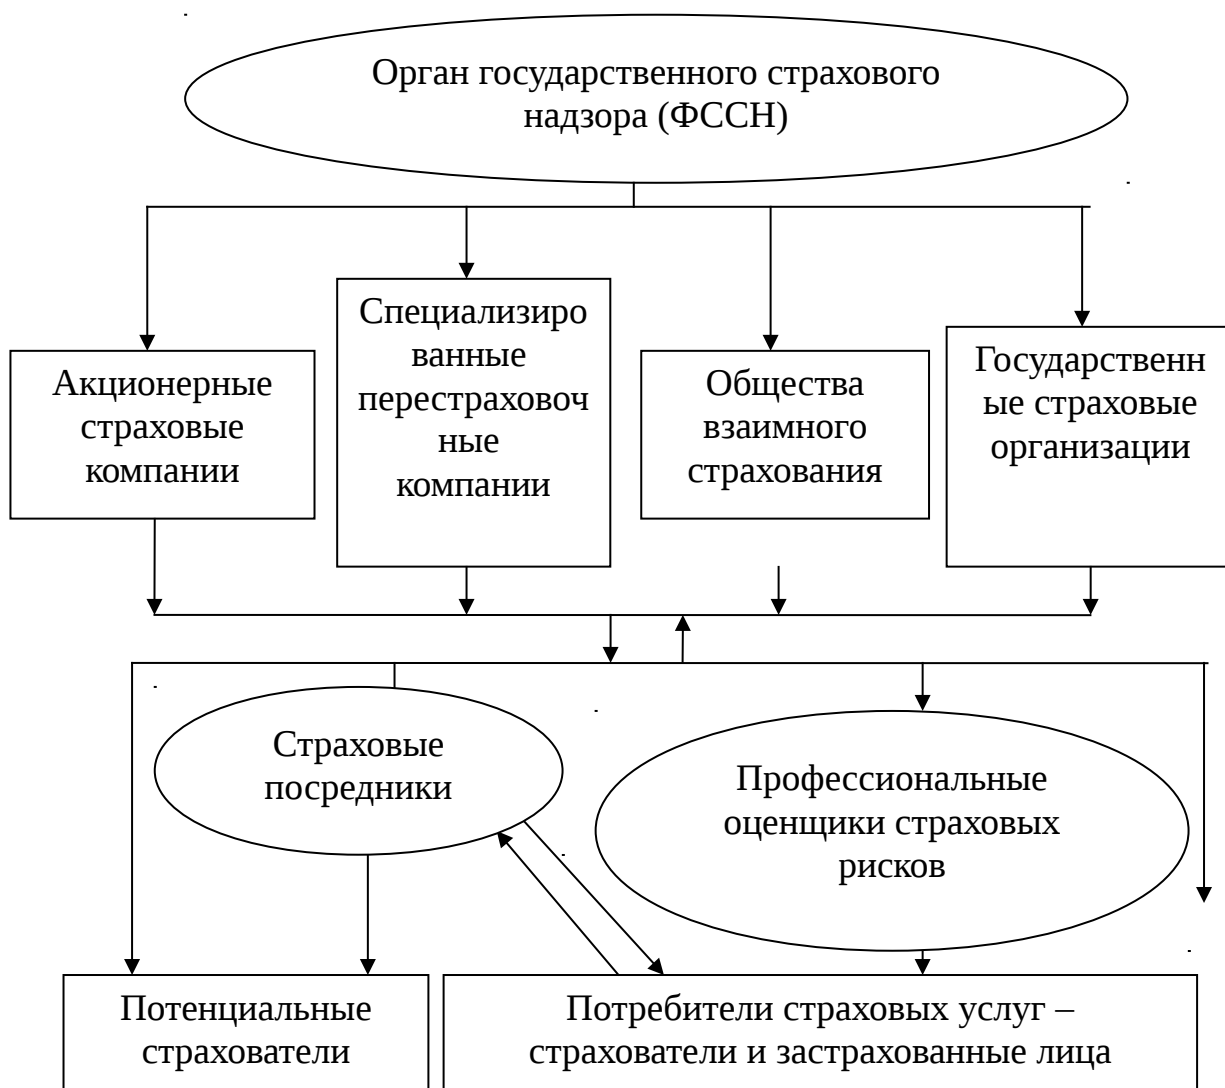 Орган государственного страхового
надзора (ФССН)
Акционерные
страховые
компании
Специализиро
ванные
перестраховоч
ные
компании
Общества
взаимного
страхования
Государственн
ые страховые
организации
Страховые
посредники
Профессиональные
оценщики страховых
рисков
Потенциальные
страхователи
Потребители страховых услуг –
страхователи и застрахованные лица